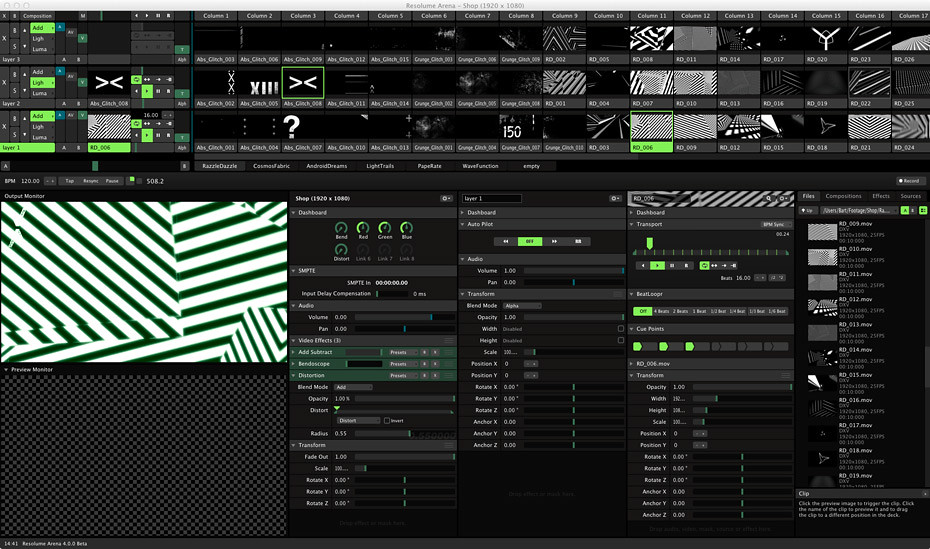 Resolume Arena - Shop (1920 x 1080)
X B Composition M Column 1 Column 2 Column 3 Column 4 Column 5 Column 6 Column 7 Column 8 Column 9 Column 10 Column 11 Column 12 Column 13 Column 14 Column 15 Column 16 Column 17
Add
Ligh
Luma
layer 3 A B Alph Abs_Glitch_003 Abs_Glitch_006 Abs_Glitch_009 Abs_Glitch_012 Abs_Glitch_015 Grunge_Glitch_003 Grunge_Glitch_006 Grunge_Glitch_009 RD_002 RD_005 RD_008 RD_011 RD_014 RD_017 RD_020 RD_023 RD_026
Add
Ligh
Luma
layer 2 A B Abs_Glitch_008 Alph Abs_Glitch_002 Abs_Glitch_005 Abs_Glitch_008 Abs_Glitch_011 Abs_Glitch_014 Grunge_Glitch_002 Grunge_Glitch_005 Grunge_Glitch_008 RD_001 RD_004 RD_007 RD_010 RD_013 RD_016 RD_019 RD_022 RD_025
Add 16.00
Ligh
Luma
? 150
layer 1 A B RD_006 Alph Abs_Glitch_001 Abs_Glitch_004 Abs_Glitch_007 Abs_Glitch_010 Abs_Glitch_013 Grunge_Glitch_001 Grunge_Glitch_004 Grunge_Glitch_007 Grunge_Glitch_010 RD_003 RD_006 RD_009 RD_012 RD_015 RD_018 RD_021 RD_024
A B RazzleDazzle CosmosFabric AndroidDreams LightTrails PapeRate WaveFunction empty
BPM 120.00 - + Tap Resync Pause 508.2 Record
Output Monitor
Preview Monitor
Shop (1920 x 1080)
Dashboard
Bend Red Green Blue
Distort Link 6 Link 7 Link 8
SMPTE
SMPTE In 00:00:00.00
Input Delay Compensation 0 ms
Audio
Volume 0.00
Pan 0.00
Video Effects (3)
Add Subtract Presets
Bendoscope Presets
Distortion Presets
Blend Mode Add
Opacity 1.00
Distort
Distort Invert
Radius 0.55
Transform
Fade Out 1.00
Scale 100....
Rotate X 0.00 °
Rotate Y 0.00 °
Rotate Z 0.00 °
Drop effect or mask here.
layer 1
Dashboard
Auto Pilot
Off
Audio
Volume 1.00
Pan 0.00
Transform
Blend Mode Alpha
Opacity 1.00
Width Disabled
Height Disabled
Scale 100....
Position X 0 - +
Position Y 0 - +
Rotate X 0.00 °
Rotate Y 0.00 °
Rotate Z 0.00 °
Anchor X 0.00
Anchor Y 0.00
Anchor Z 0.00
Drop effect or mask here.
RD_006
Dashboard
Transport BPM Sync
00.24
Beats 16.00 - + /2 *2
BeatLoopr
Off 4 Beats 2 Beats 1 Beat 1/2 Beat 1/4 Beat 1/5 Beat 1/6 Beat
Cue Points
RD_006.mov
Transform
Opacity 1.00
Width 192...
Height 108...
Scale 100....
Position X 0 - +
Position Y 0 - +
Rotate X 0.00 °
Rotate Y 0.00 °
Rotate Z 0.00 °
Anchor X 0.00
Anchor Y 0.00
Anchor Z 0.00
Files Compositions Effects Sources
Up /Users/Bart/Footage/Shop/Ra...
RD_009.mov
DXV
1920x1080, 25FPS
00:10:000
RD_010.mov
DXV
1920x1080, 25FPS
00:10:000
RD_011.mov
DXV
1920x1080, 25FPS
00:10:000
RD_012.mov
DXV
1920x1080, 25FPS
00:10:000
RD_013.mov
DXV
1920x1080, 25FPS
00:10:000
RD_014.mov
DXV
1920x1080, 25FPS
00:10:000
RD_015.mov
DXV
1920x1080, 25FPS
00:10:000
RD_016.mov
DXV
1920x1080, 25FPS
00:10:000
RD_017.mov
DXV
1920x1080, 25FPS
00:10:000
RD_018.mov
DXV
1920x1080, 25FPS
00:10:000
RD_019.mov
DXV
1920x1080, 25FPS
00:10:000
Clip
Click the preview image to trigger the clip. Click
the name of the clip to preview it and to drag
the clip to a different position in the deck.
14:41 Resolume Arena 4.0.0 Beta